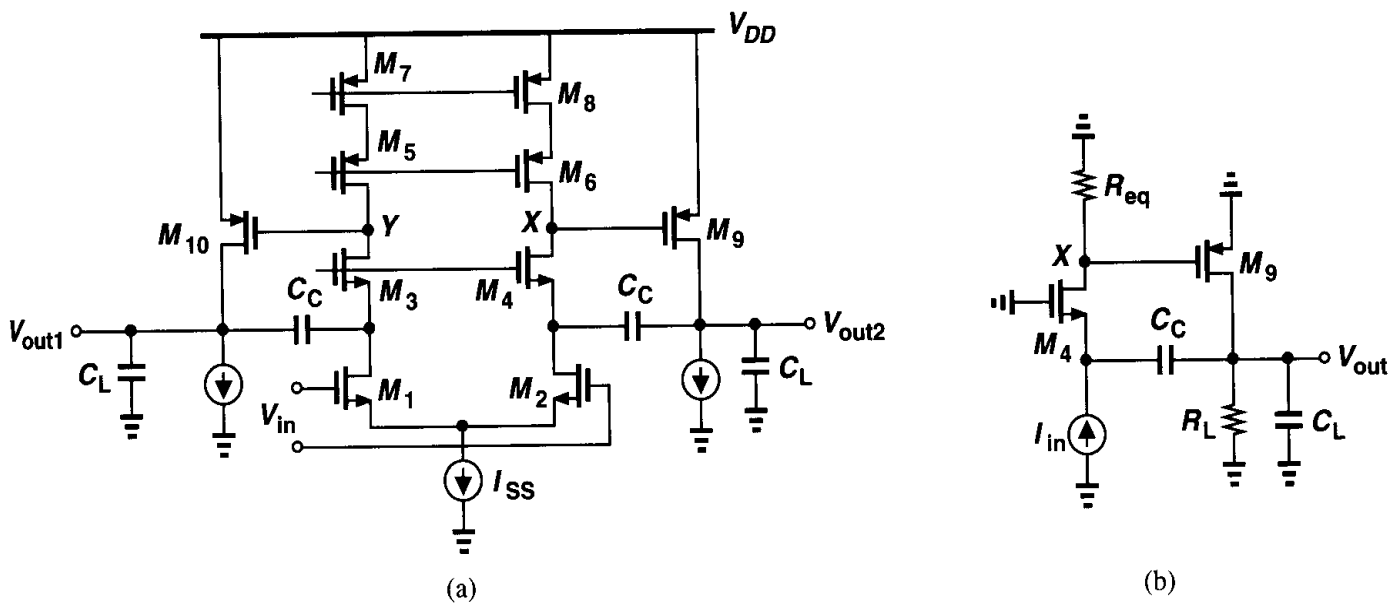 V_DD
M_7
M_8
M_5
M_6
M_10
Y
X
M_9
C_C
M_3
M_4
C_C
V_out1
V_out2
C_L
M_1
M_2
C_L
V_in
I_SS
(a)
R_eq
X
M_9
M_4
C_C
V_out
I_in
R_L
C_L
(b)